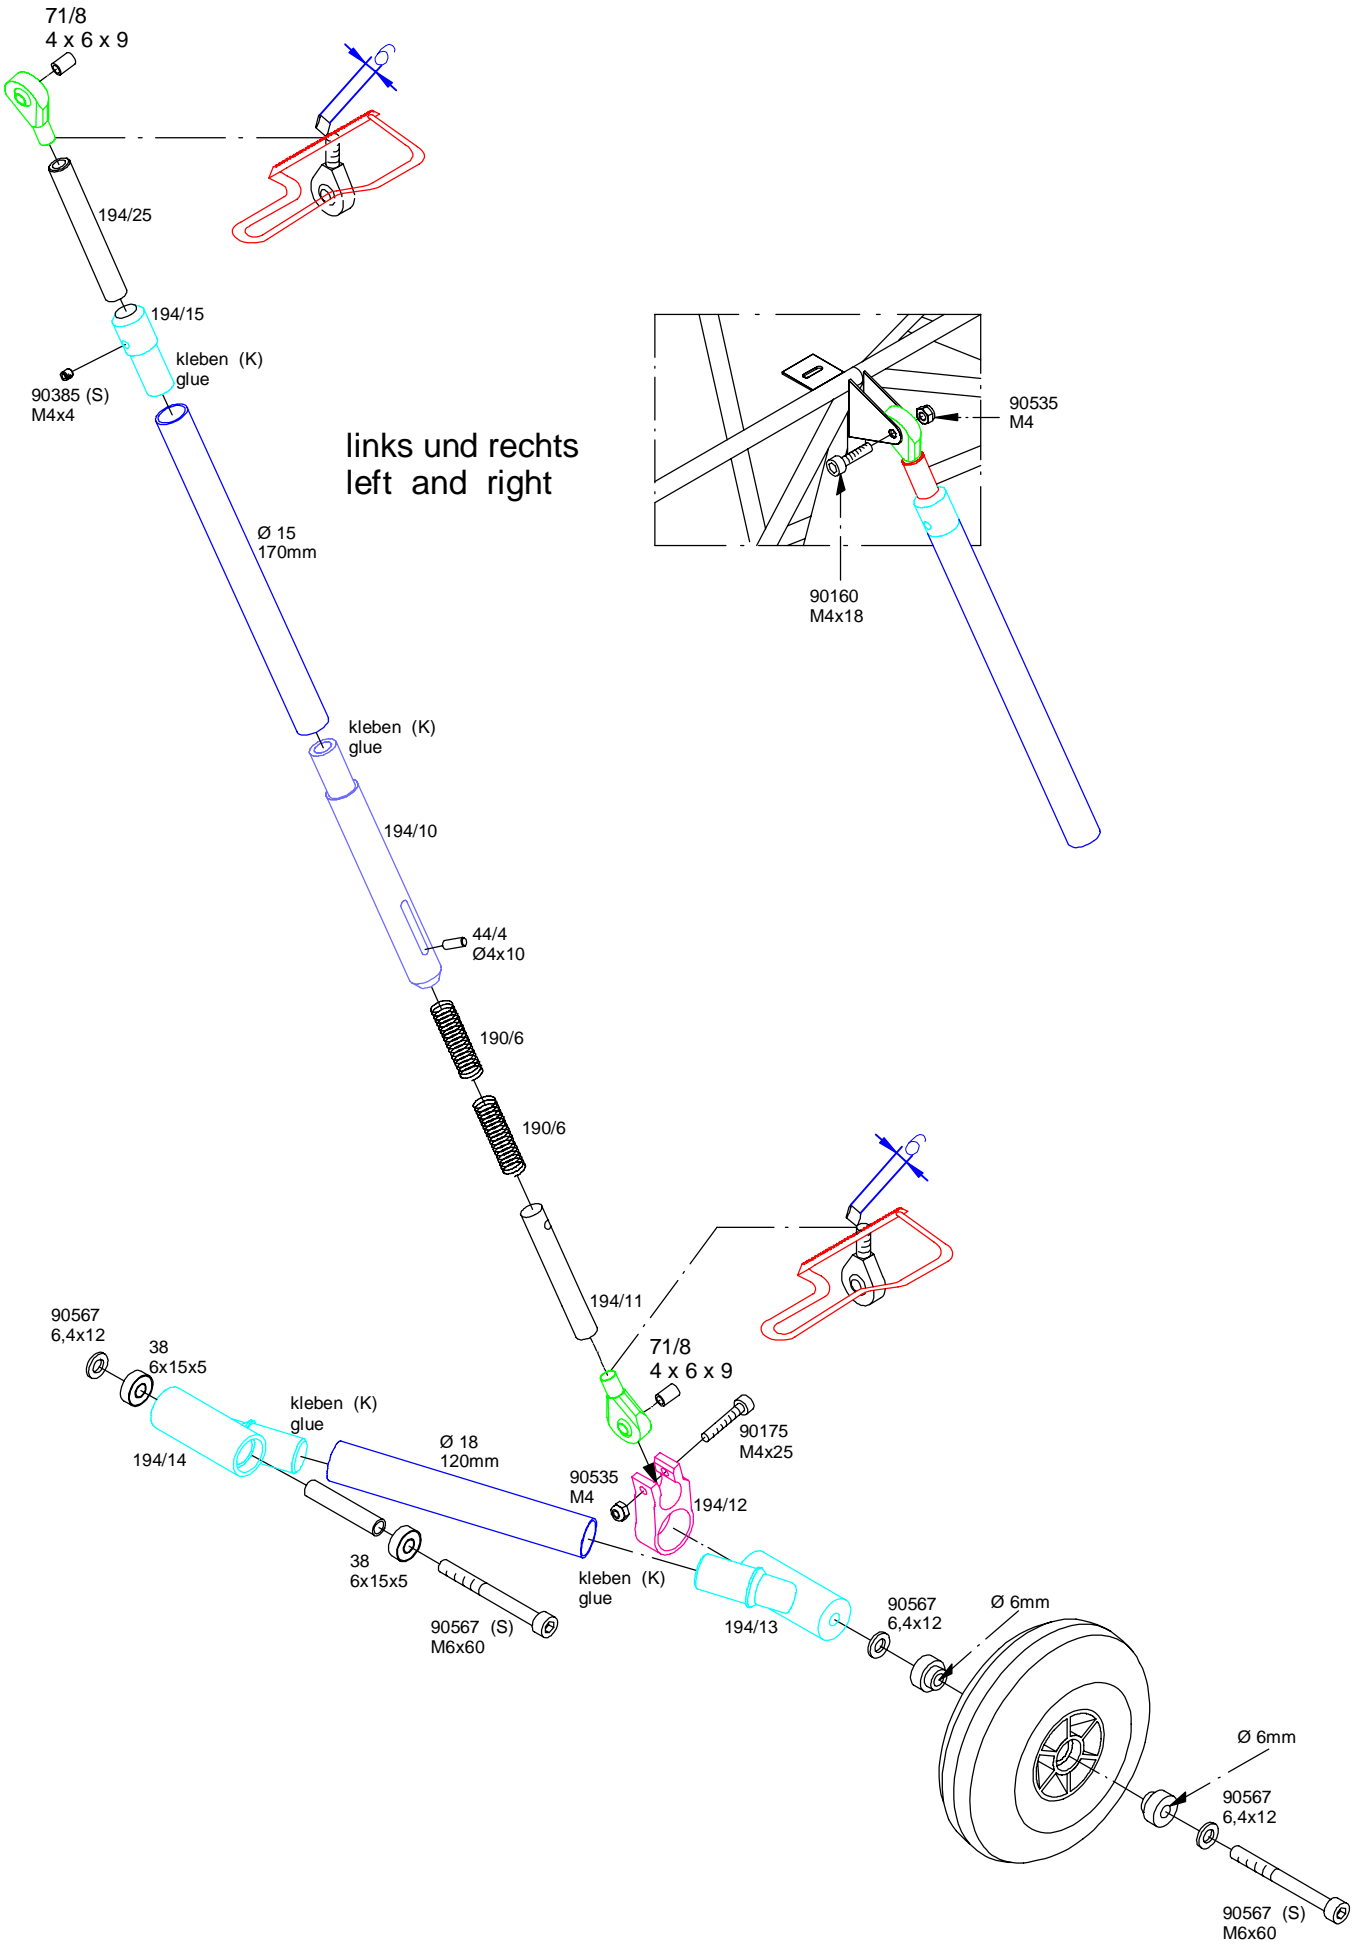 71/8
4 x 6 x 9
194/25
194/15
kleben (K)
glue
90385 (S)
M4x4
links und rechts
left and right
90535
M4
Ø 15
170mm
90160
M4x18
kleben (K)
glue
194/10
44/4
Ø4x10
190/6
190/6
194/11
90567
6,4x12
38
6x15x5
71/8
4 x 6 x 9
kleben (K)
glue
90175
M4x25
194/14
Ø 18
120mm
90535
M4
194/12
38
6x15x5
kleben (K)
glue
90567
6,4x12
Ø 6mm
90567 (S)
M6x60
194/13
Ø 6mm
90567
6,4x12
90567 (S)
M6x60